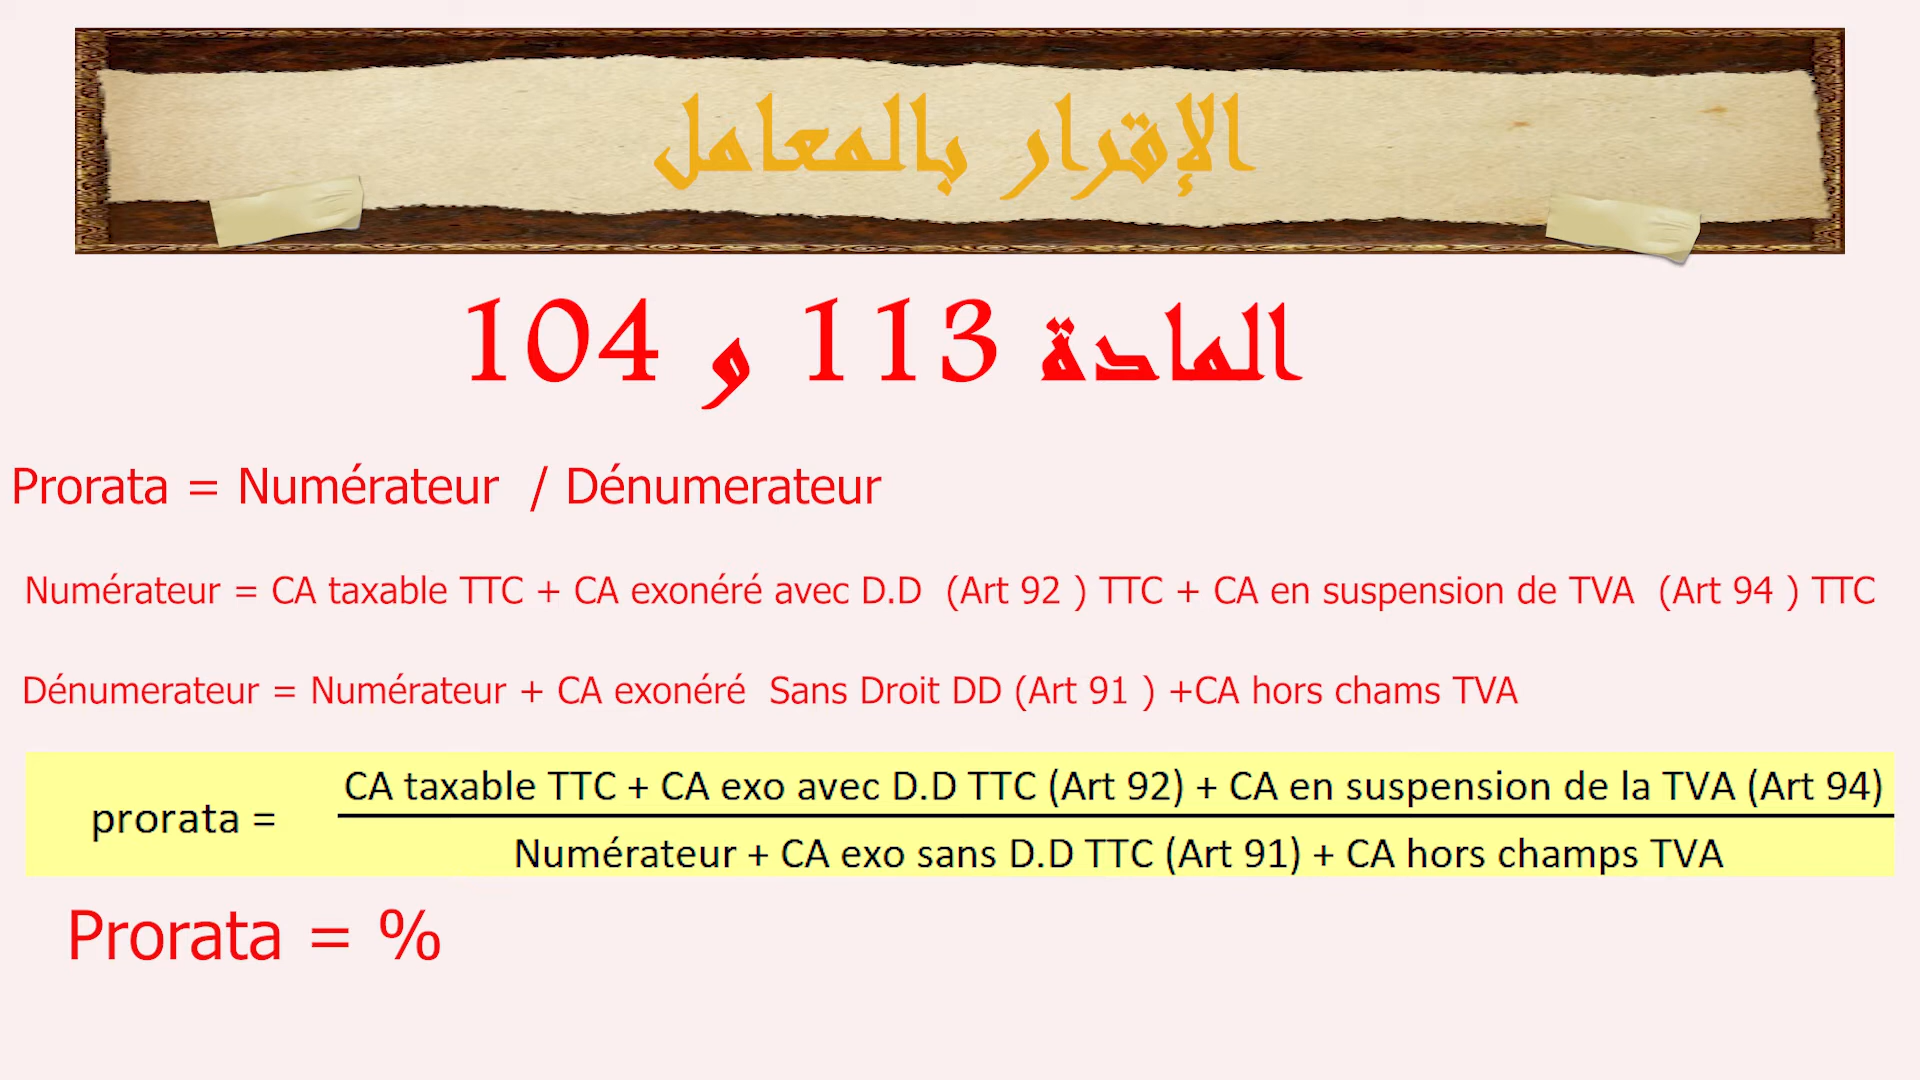 الإقرار بالمعامل
المادة 113 و 104
Prorata = Numérateur / Dénumerateur
Numérateur = CA taxable TTC + CA exonéré avec D.D (Art 92 ) TTC + CA en suspension de TVA (Art 94 ) TTC
Dénumerateur = Numérateur + CA exonéré Sans Droit DD (Art 91 ) +CA hors chams TVA
CA taxable TTC + CA exo avec D.D TTC (Art 92) + CA en suspension de la TVA (Art 94)
prorata =
Numérateur + CA exo sans D.D TTC (Art 91) + CA hors champs TVA
Prorata = %